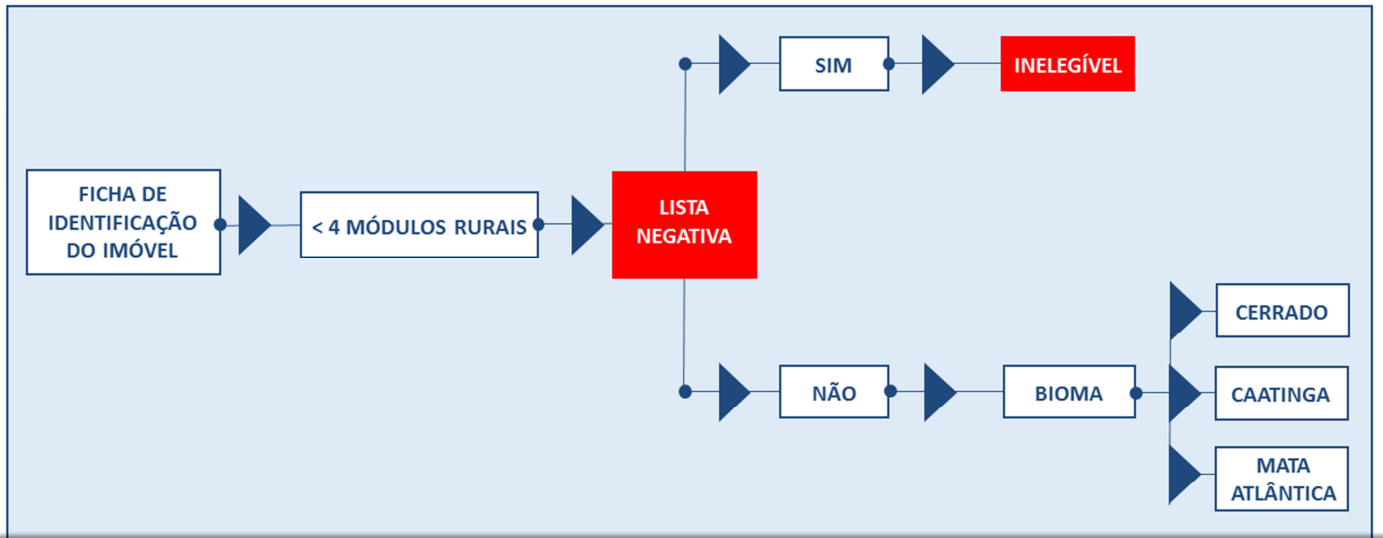 FICHA DE
IDENTIFICAÇÃO
DO IMÓVEL
< 4 MÓDULOS RURAIS
LISTA
NEGATIVA
SIM
INELEGÍVEL
NÃO
BIOMA
CERRADO
CAATINGA
MATA
ATLÂNTICA